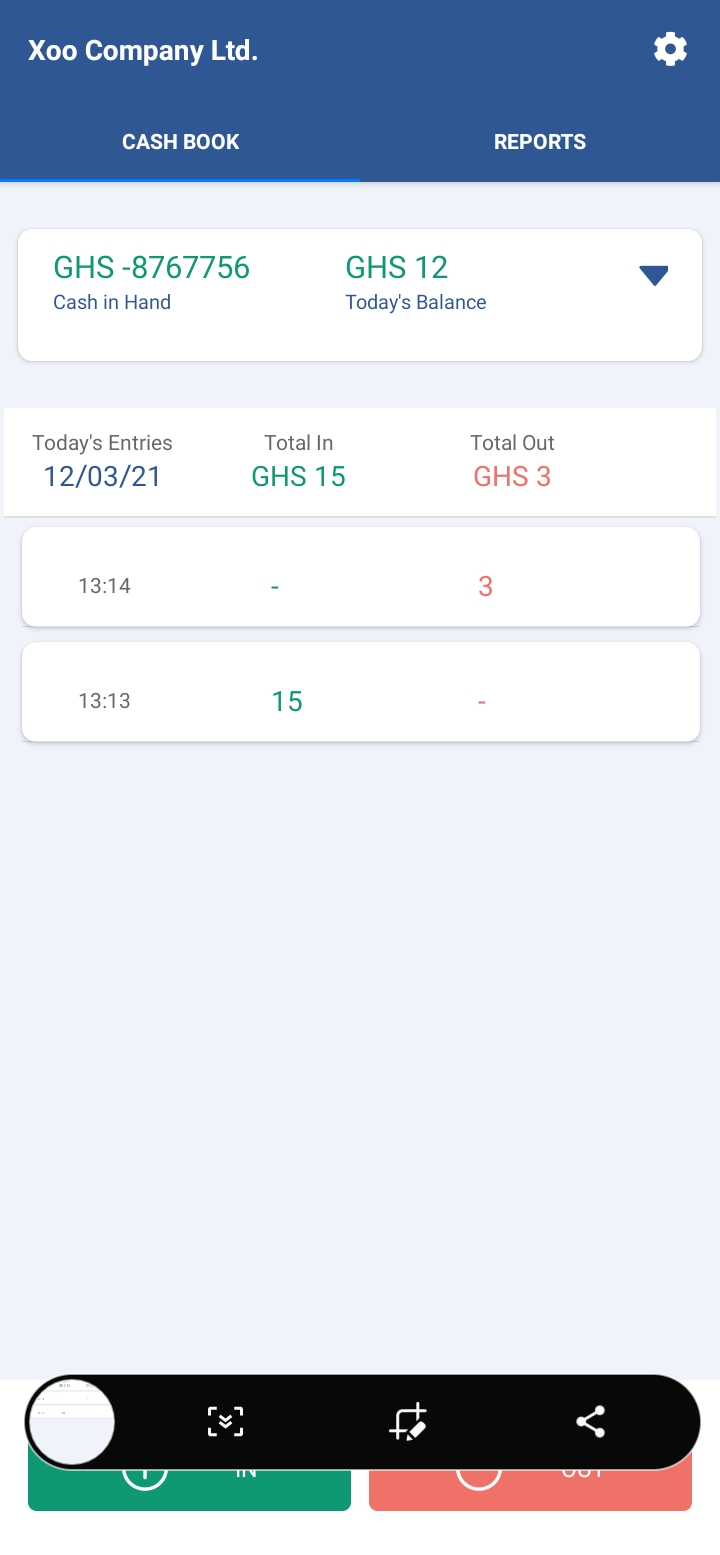 Xoo Company Ltd.
CASH BOOK REPORTS
GHS -8767756 GHS 12
Cash in Hand Today's Balance
Today's Entries Total In Total Out
12/03/21 GHS 15 GHS 3
13:14 - 3
13:13 15 -
IN OUT